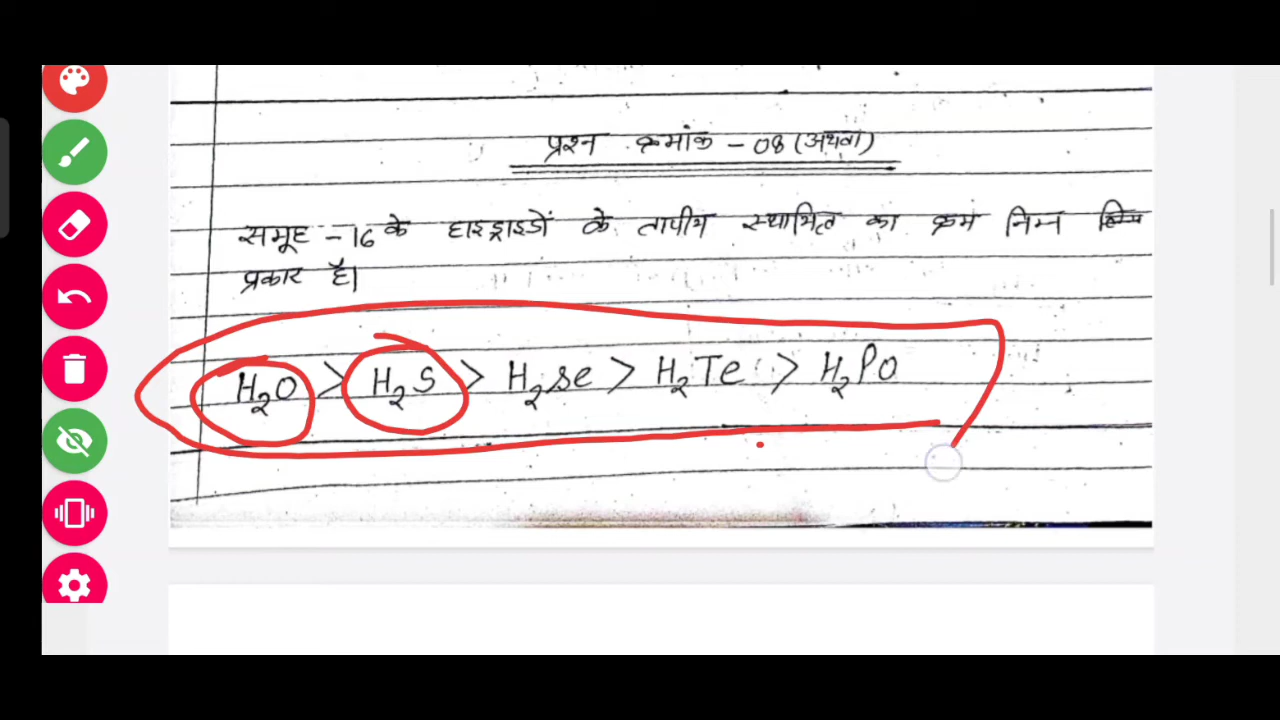 प्रश्न क्रमांक - 08 (अथवा)
समूह -16 के हाइड्राइडों के तापीय स्थायित्व का क्रम निम्न
प्रकार है।
H₂O > H₂S > H₂Se > H₂Te > H₂Po